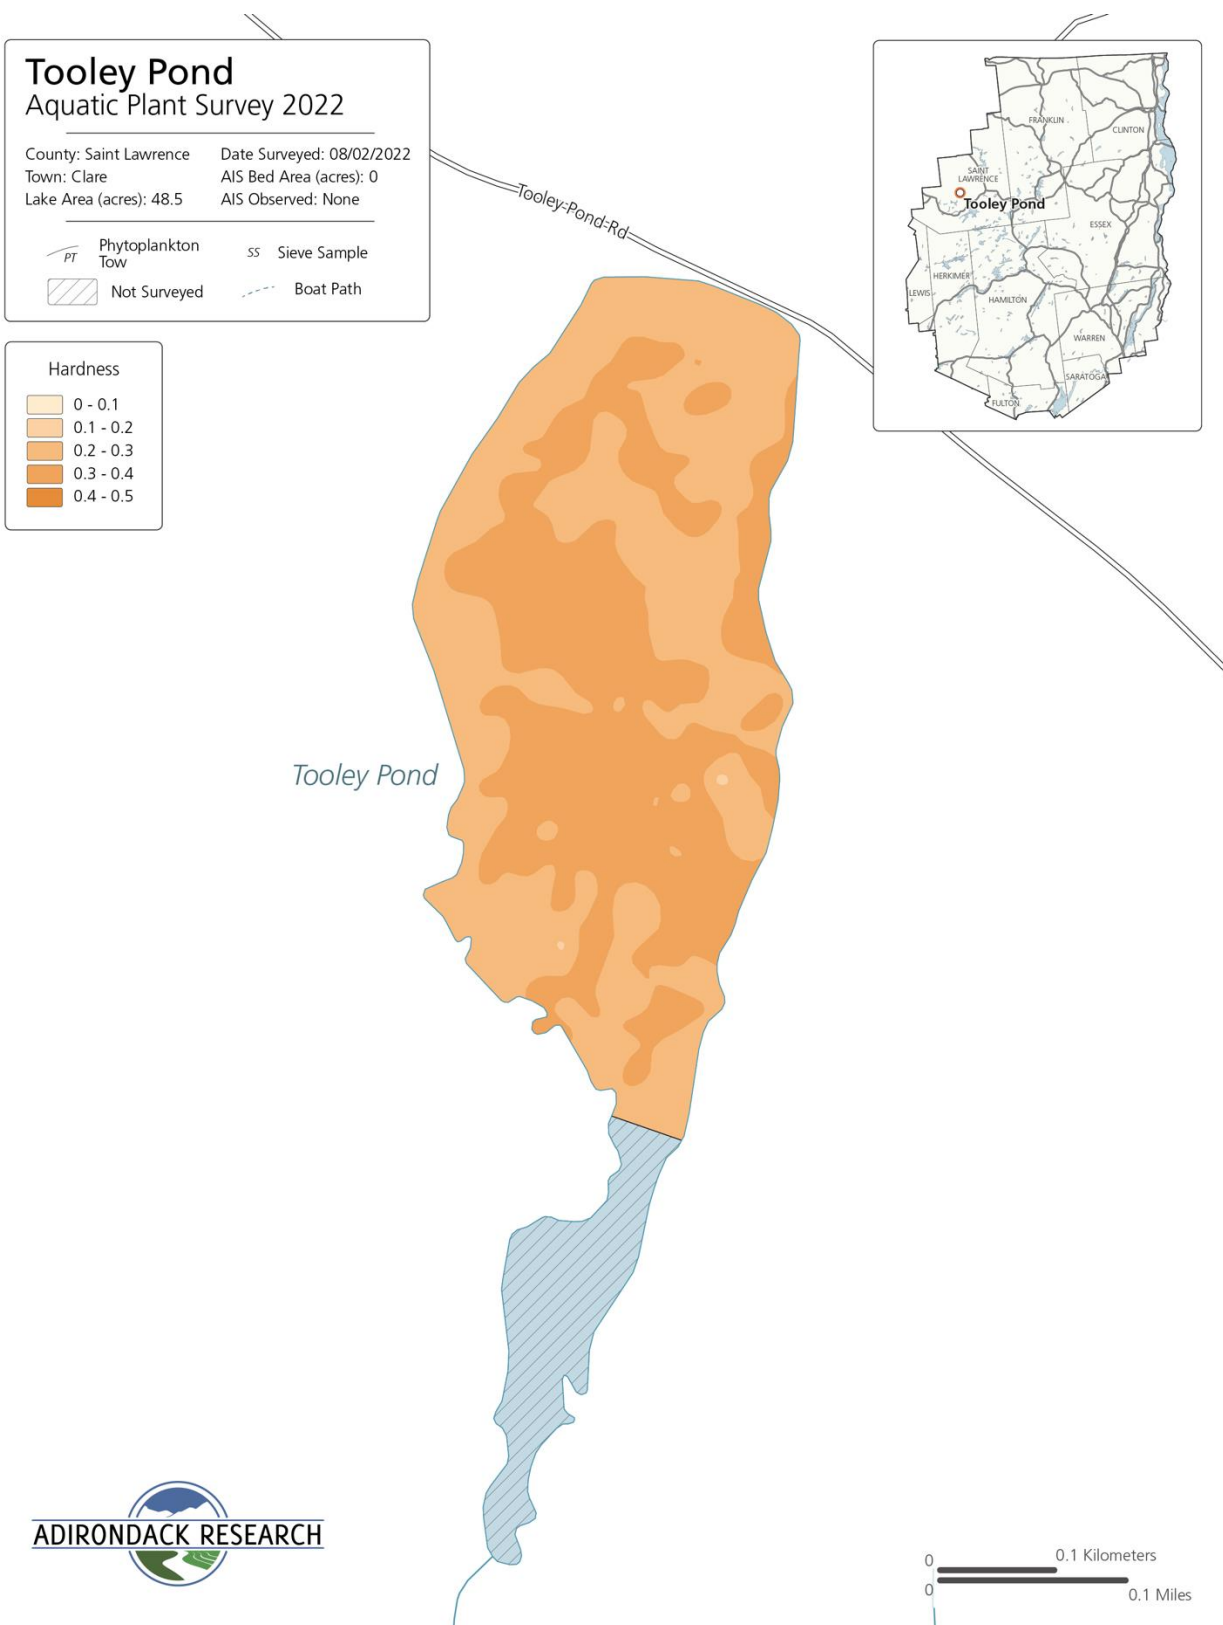 Tooley Pond
Aquatic Plant Survey 2022
County: Saint Lawrence
Date Surveyed: 08/02/2022
Town: Clare
AIS Bed Area (acres): 0
Lake Area (acres): 48.5
AIS Observed: None
PT
Phytoplankton
Tow
SS
Sieve Sample
Not Surveyed
Boat Path
Hardness
0 - 0.1
0.1 - 0.2
0.2 - 0.3
0.3 - 0.4
0.4 - 0.5
Tooley-Pond-Rd
FRANKLIN
CLINTON
SAINT
LAWRENCE
Tooley Pond
ESSEX
HERKIMER
LEWIS
HAMILTON
WARREN
SARATOGA
FULTON
Tooley Pond
ADIRONDACK RESEARCH
0
0.1 Kilometers
0
0.1 Miles